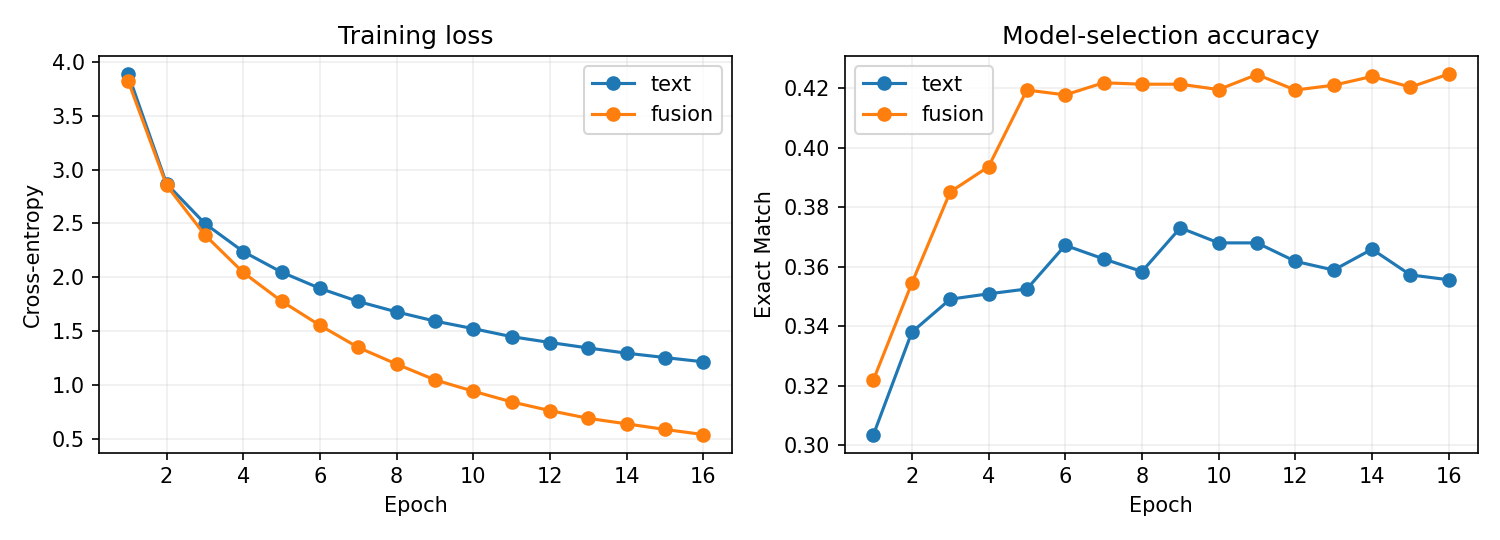 Training loss
4.0
3.5
3.0
2.5
2.0
1.5
1.0
0.5
Cross-entropy
text
fusion
2 4 6 8 10 12 14 16
Epoch
Model-selection accuracy
0.42
0.40
0.38
0.36
0.34
0.32
0.30
Exact Match
text
fusion
2 4 6 8 10 12 14 16
Epoch